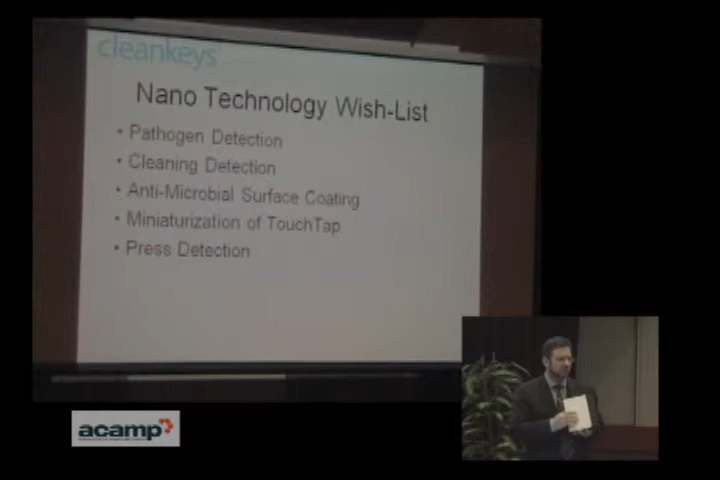 cleankeys
Nano Technology Wish-List
• Pathogen Detection
• Cleaning Detection
• Anti-Microbial Surface Coating
• Miniaturization of TouchTap
• Press Detection
acamp